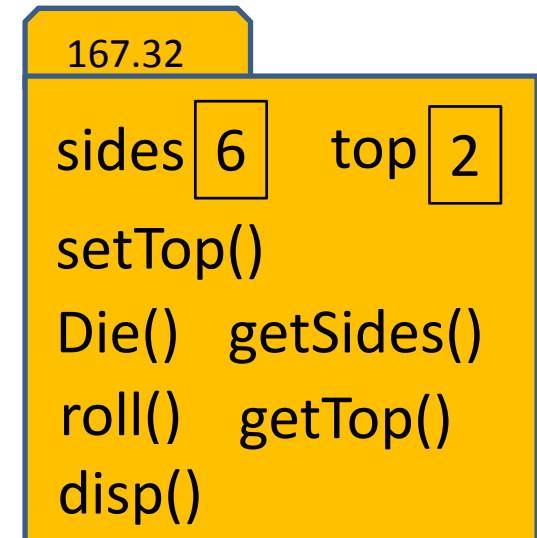 167.32
sides 6 top 2
setTop()
Die() getSides()
roll() getTop()
disp()